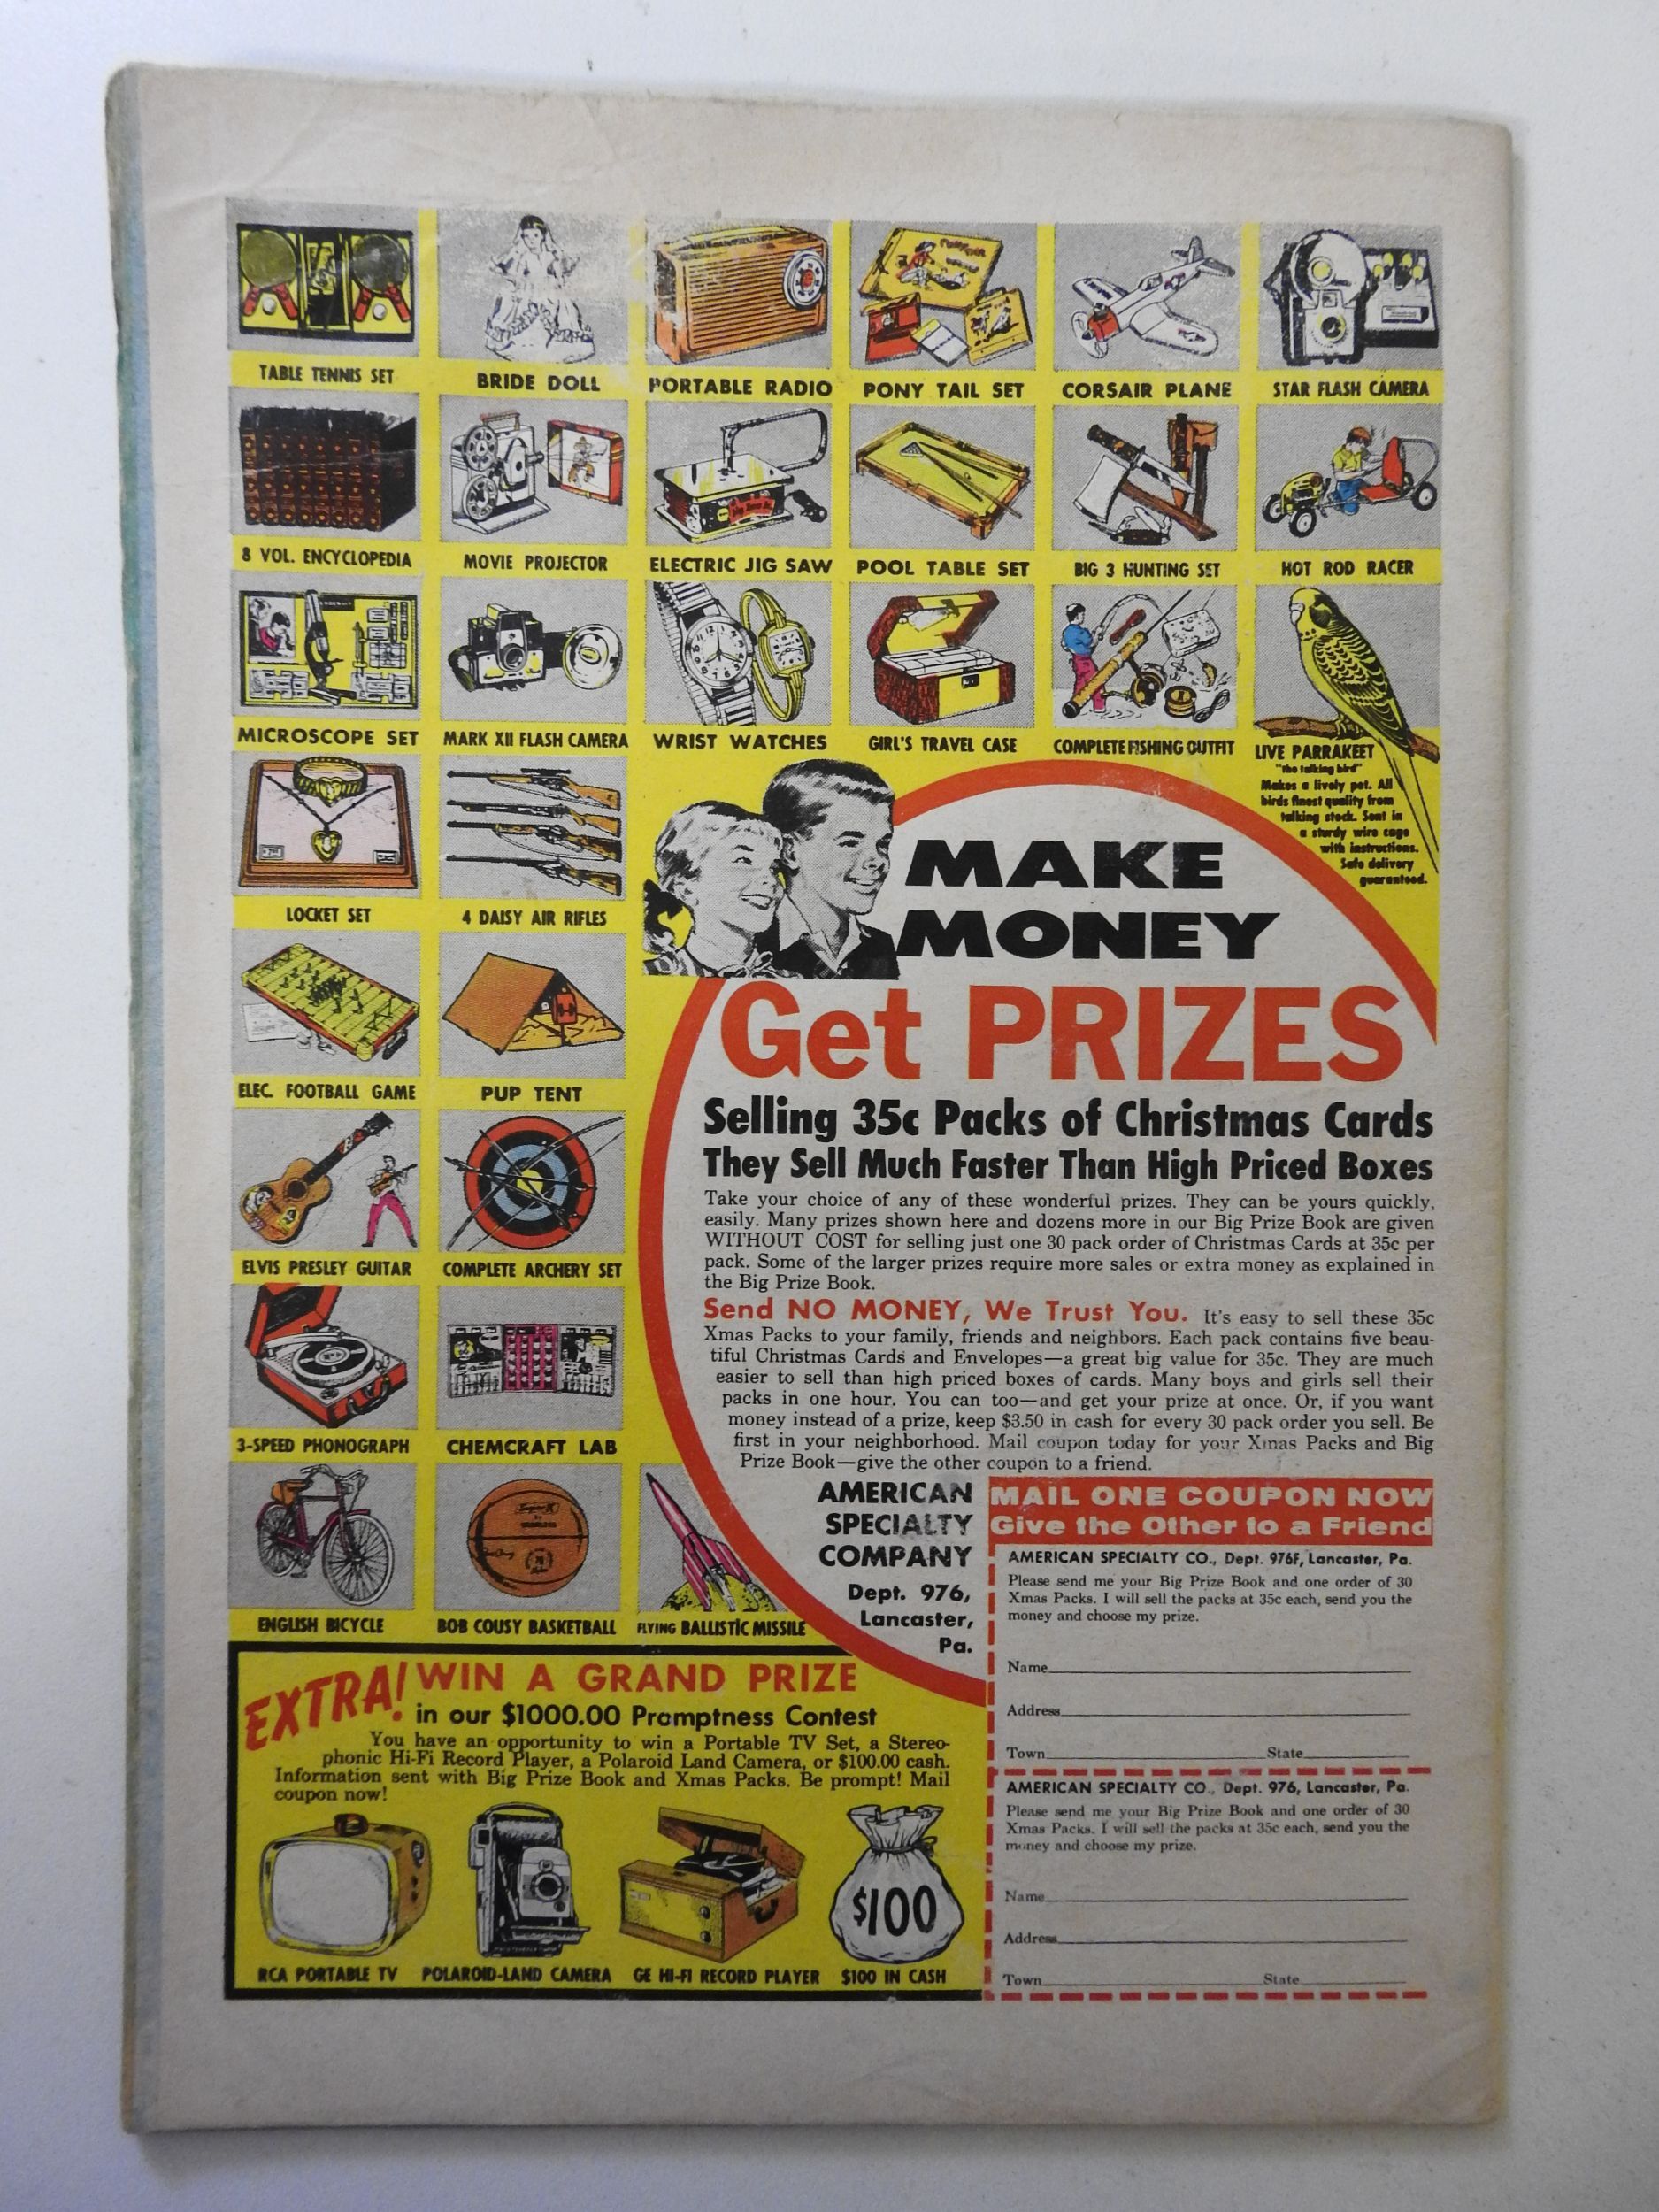 TABLE TENNIS SET
BRIDE DOLL
PORTABLE RADIO
PONY TAIL SET
CORSAIR PLANE
STAR FLASH CAMERA
8 VOL. ENCYCLOPEDIA
MOVIE PROJECTOR
ELECTRIC JIG SAW
POOL TABLE SET
BIG 3 HUNTING SET
HOT ROD RACER
MICROSCOPE SET
MARK XII FLASH CAMERA
WRIST WATCHES
GIRL'S TRAVEL CASE
COMPLETE FISHING OUTFIT
LIVE PARRAKEET
"the talking bird"
Makes a lively pet. All
birds finest quality from
talking stock. Sent in
a sturdy wire cage
with instructions.
Safe delivery
guaranteed.
LOCKET SET
4 DAISY AIR RIFLES
ELEC. FOOTBALL GAME
PUP TENT
ELVIS PRESLEY GUITAR
COMPLETE ARCHERY SET
3-SPEED PHONOGRAPH
CHEMCRAFT LAB
ENGLISH BICYCLE
BOB COUSY BASKETBALL
FLYING BALLISTIC MISSILE
MAKE
MONEY
Get PRIZES
Selling 35c Packs of Christmas Cards
They Sell Much Faster Than High Priced Boxes
Take your choice of any of these wonderful prizes. They can be yours quickly,
easily. Many prizes shown here and dozens more in our Big Prize Book are given
WITHOUT COST for selling just one 30 pack order of Christmas Cards at 35c per
pack. Some of the larger prizes require more sales or extra money as explained in
the Big Prize Book.
Send NO MONEY, We Trust You. It's easy to sell these 35c
Xmas Packs to your family, friends and neighbors. Each pack contains five beau-
tiful Christmas Cards and Envelopes—a great big value for 35c. They are much
easier to sell than high priced boxes of cards. Many boys and girls sell their
packs in one hour. You can too—and get your prize at once. Or, if you want
money instead of a prize, keep $3.50 in cash for every 30 pack order you sell. Be
first in your neighborhood. Mail coupon today for your Xmas Packs and Big
Prize Book—give the other coupon to a friend.
AMERICAN
SPECIALTY
COMPANY
Dept. 976,
Lancaster,
Pa.
MAIL ONE COUPON NOW
Give the Other to a Friend
AMERICAN SPECIALTY CO., Dept. 976F, Lancaster, Pa.
Please send me your Big Prize Book and one order of 30
Xmas Packs. I will sell the packs at 35c each, send you the
money and choose my prize.
Name
Address
Town State
AMERICAN SPECIALTY CO., Dept. 976, Lancaster, Pa.
Please send me your Big Prize Book and one order of 30
Xmas Packs. I will sell the packs at 35c each, send you the
money and choose my prize.
Name
Address
Town State
EXTRA! WIN A GRAND PRIZE
in our $1000.00 Promptness Contest
You have an opportunity to win a Portable TV Set, a Stereo-
phonic Hi-Fi Record Player, a Polaroid Land Camera, or $100.00 cash.
Information sent with Big Prize Book and Xmas Packs. Be prompt! Mail
coupon now!
$100
RCA PORTABLE TV
POLAROID-LAND CAMERA
GE HI-FI RECORD PLAYER
$100 IN CASH